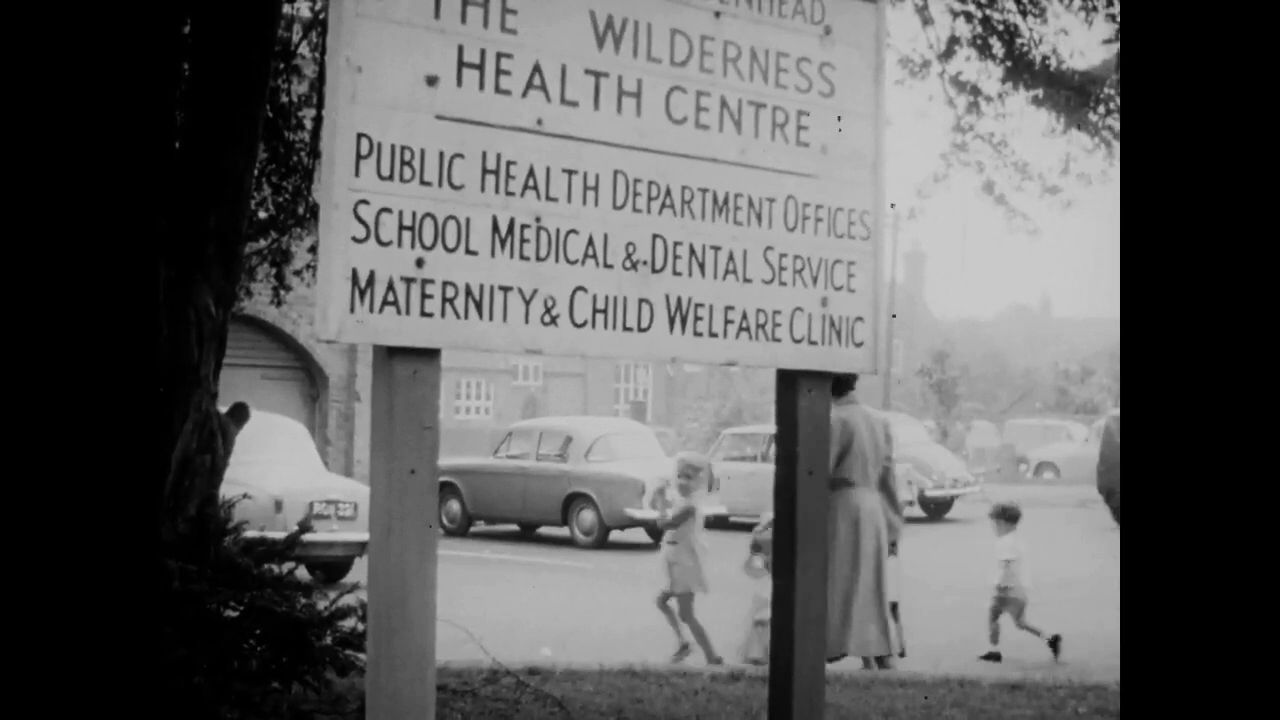 THE WILDERNESS
HEALTH CENTRE
PUBLIC HEALTH DEPARTMENT OFFICES
SCHOOL MEDICAL & DENTAL SERVICE
MATERNITY & CHILD WELFARE CLINIC